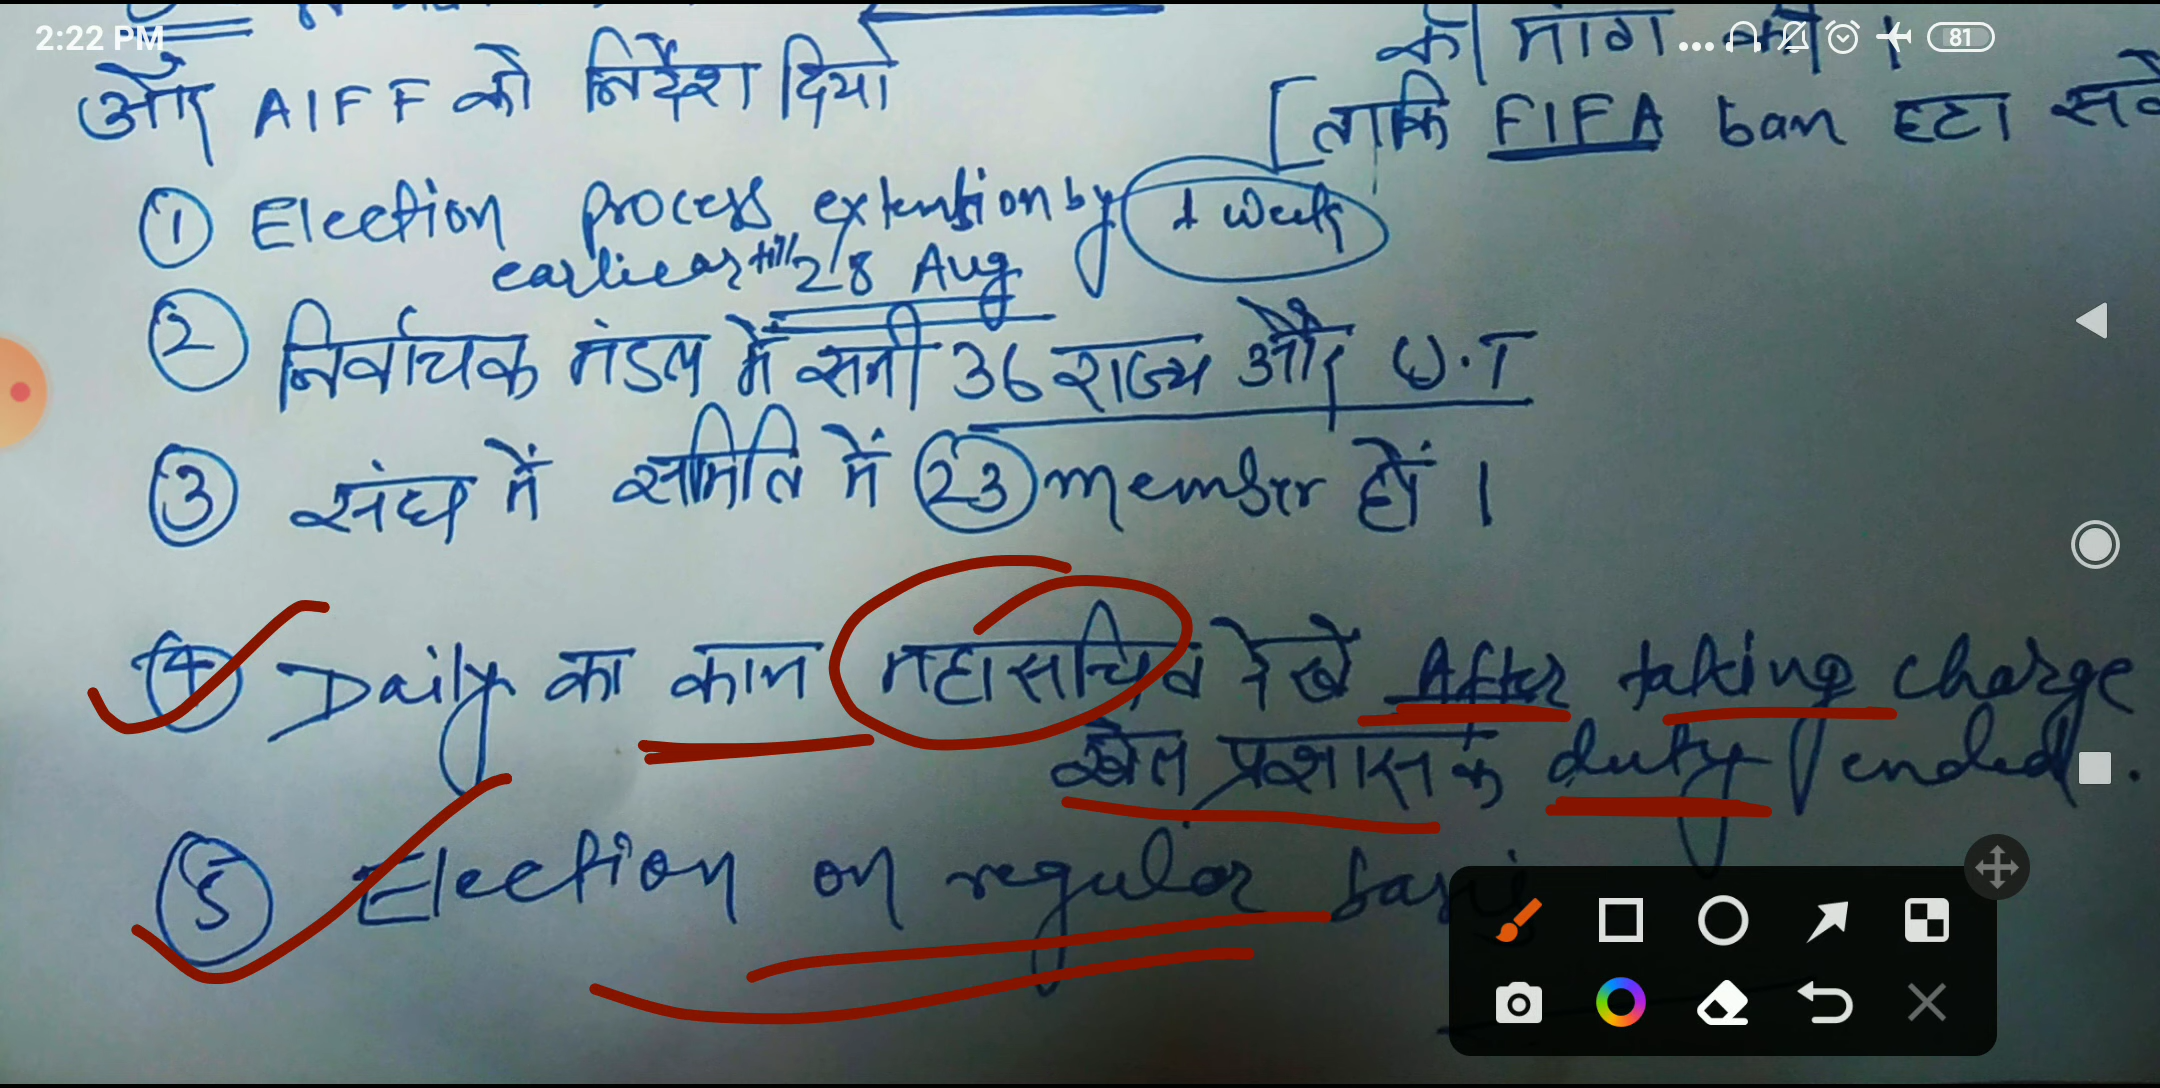 2:22 PM
81
की मांग की।
और AIFF को निर्देश दिया
[ताकि FIFA ban हटा सके
① Election process extension by 1 week
earliear till 28 Aug
② निर्वाचक मंडल में सभी 36 राज्य और U.T
③ संघ में समिति में 23 member हों ।
④ Daily का काम महासचिव देखें After taking charge
खेल प्रशासक duty ended.
⑤ Election on regular basis